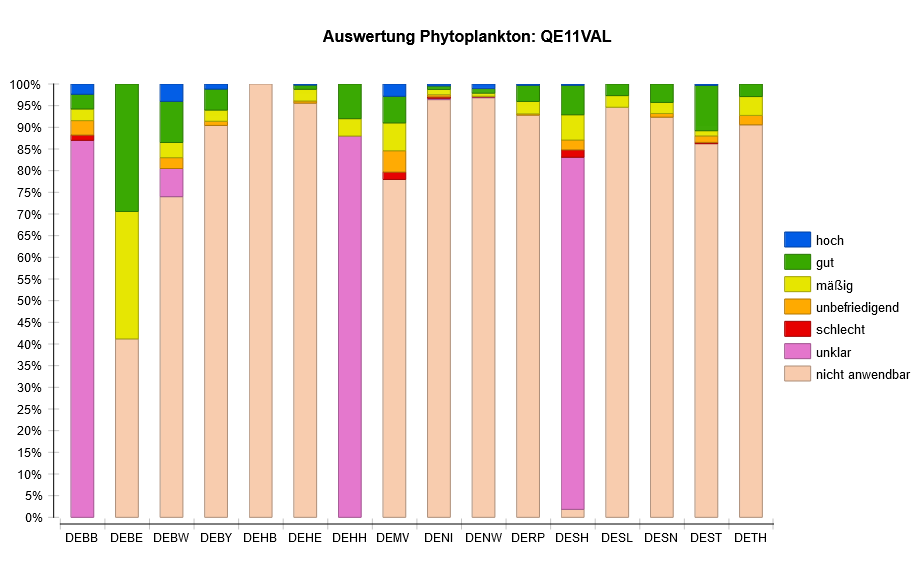 Auswertung Phytoplankton: QE11VAL
100%
95%
90%
85%
80%
75%
70%
65%
60%
55%
50%
45%
40%
35%
30%
25%
20%
15%
10%
5%
0%
DEBB DEBE DEBW DEBY DEHB DEHE DEHH DEMV DENI DENW DERP DESH DESL DESN DEST DETH
hoch
gut
mäßig
unbefriedigend
schlecht
unklar
nicht anwendbar